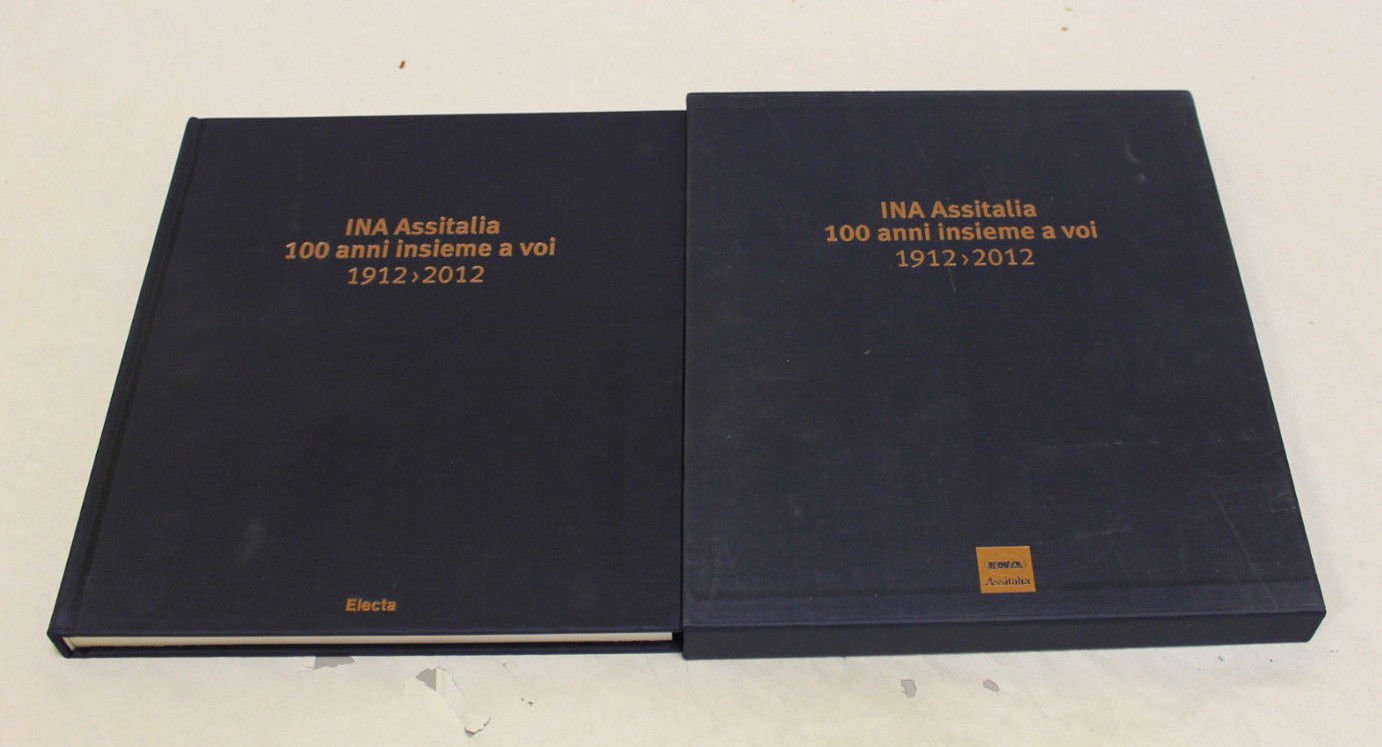 INA Assitalia
100 anni insieme a voi
1912›2012
Electa
INA Assitalia
100 anni insieme a voi
1912›2012
INA
Assitalia